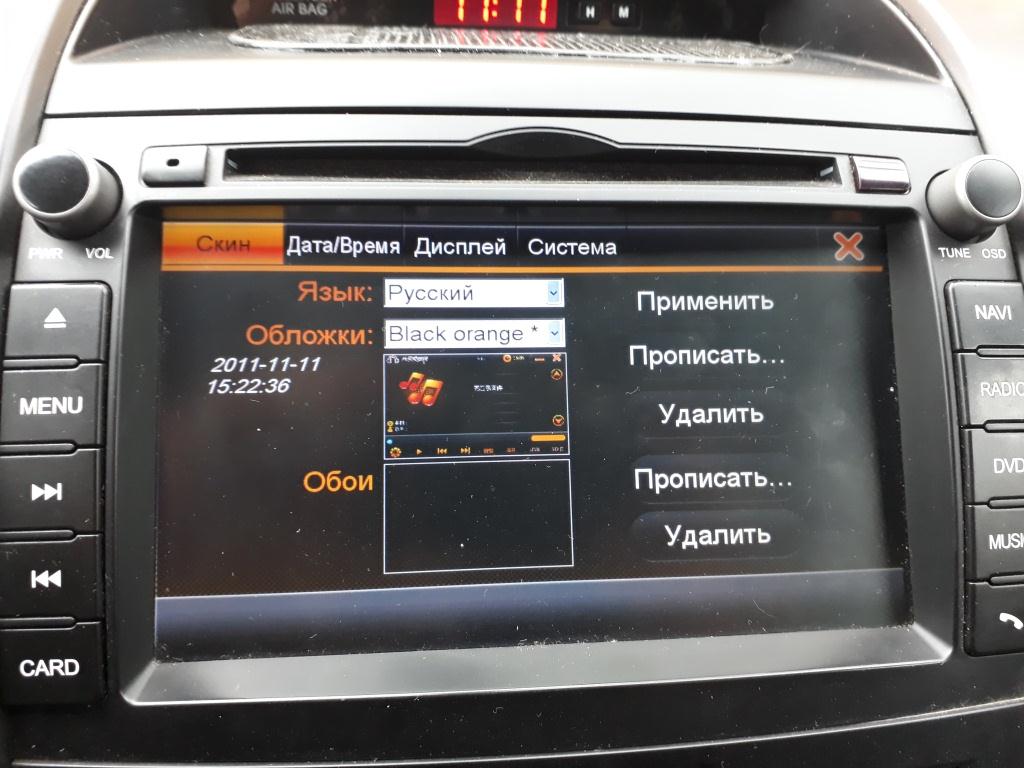 AIR BAG
11:11
H M
PWR VOL
TUNE OSD
Скин Дата/Время Дисплей Система
Язык: Русский
Применить
Обложки: Black orange *
Прописать...
2011-11-11
15:22:36
Удалить
Обои
Прописать...
Удалить
MENU
CARD
NAVI
RADIO
DVD
MUSIC